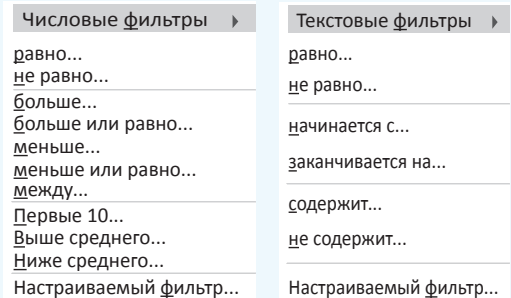 Числовые фильтры
равно...
не равно...
больше...
больше или равно...
меньше...
меньше или равно...
между...
Первые 10...
Выше среднего...
Ниже среднего...
Настраиваемый фильтр...
Текстовые фильтры
равно...
не равно...
начинается с...
заканчивается на...
содержит...
не содержит...
Настраиваемый фильтр...